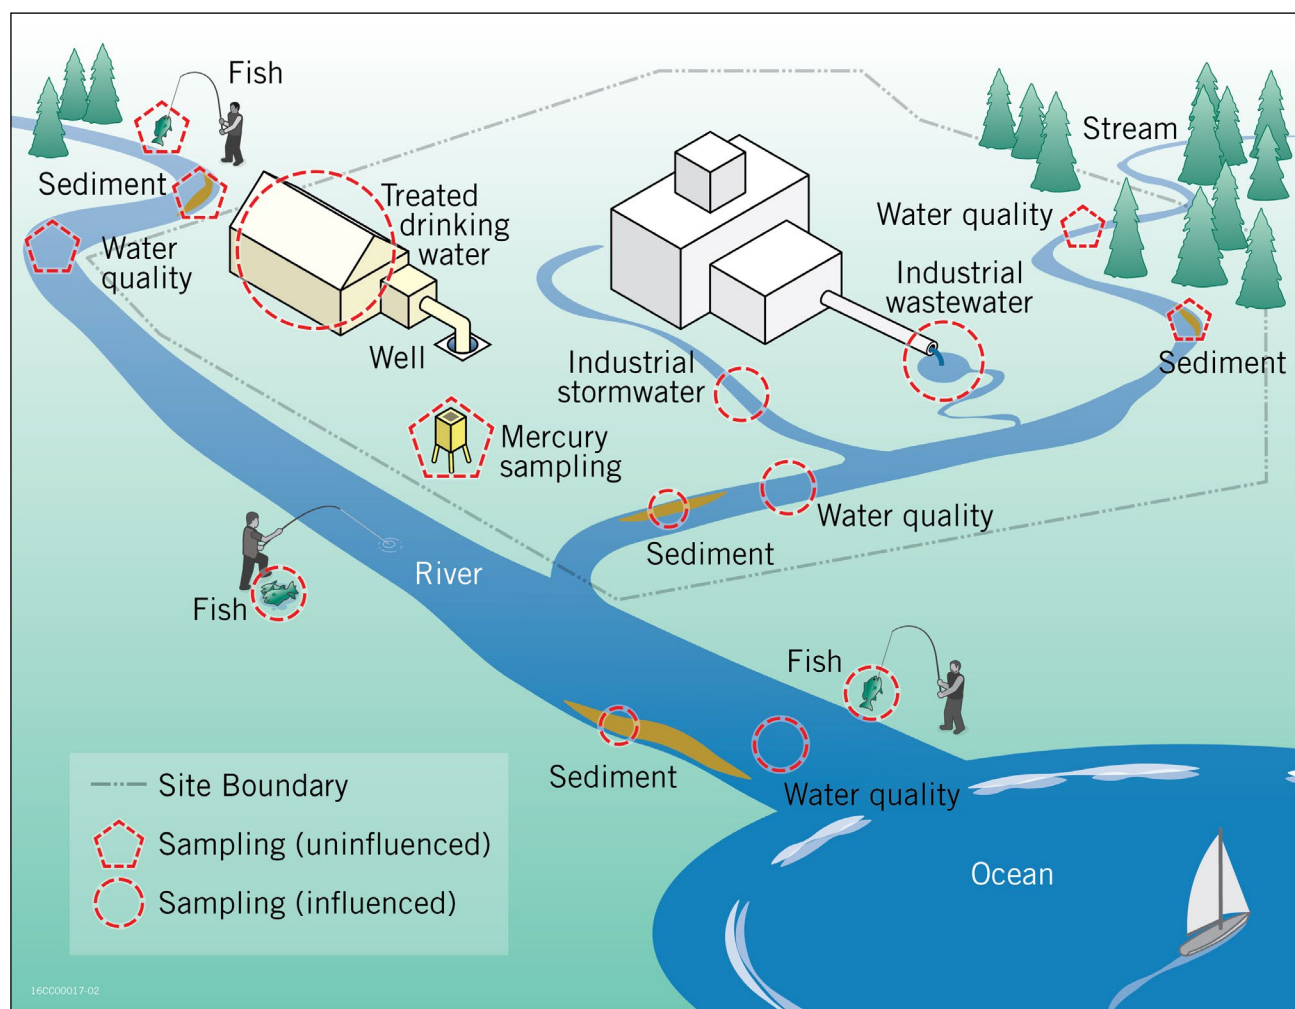 Fish
Stream
Sediment
Treated
drinking
water
Water quality
Water
quality
Industrial
wastewater
Well
Industrial
stormwater
Sediment
Mercury
sampling
Water quality
Sediment
River
Fish
Fish
Sediment
Water quality
Site Boundary
Sampling (uninfluenced)
Sampling (influenced)
Ocean
16CC00017-02